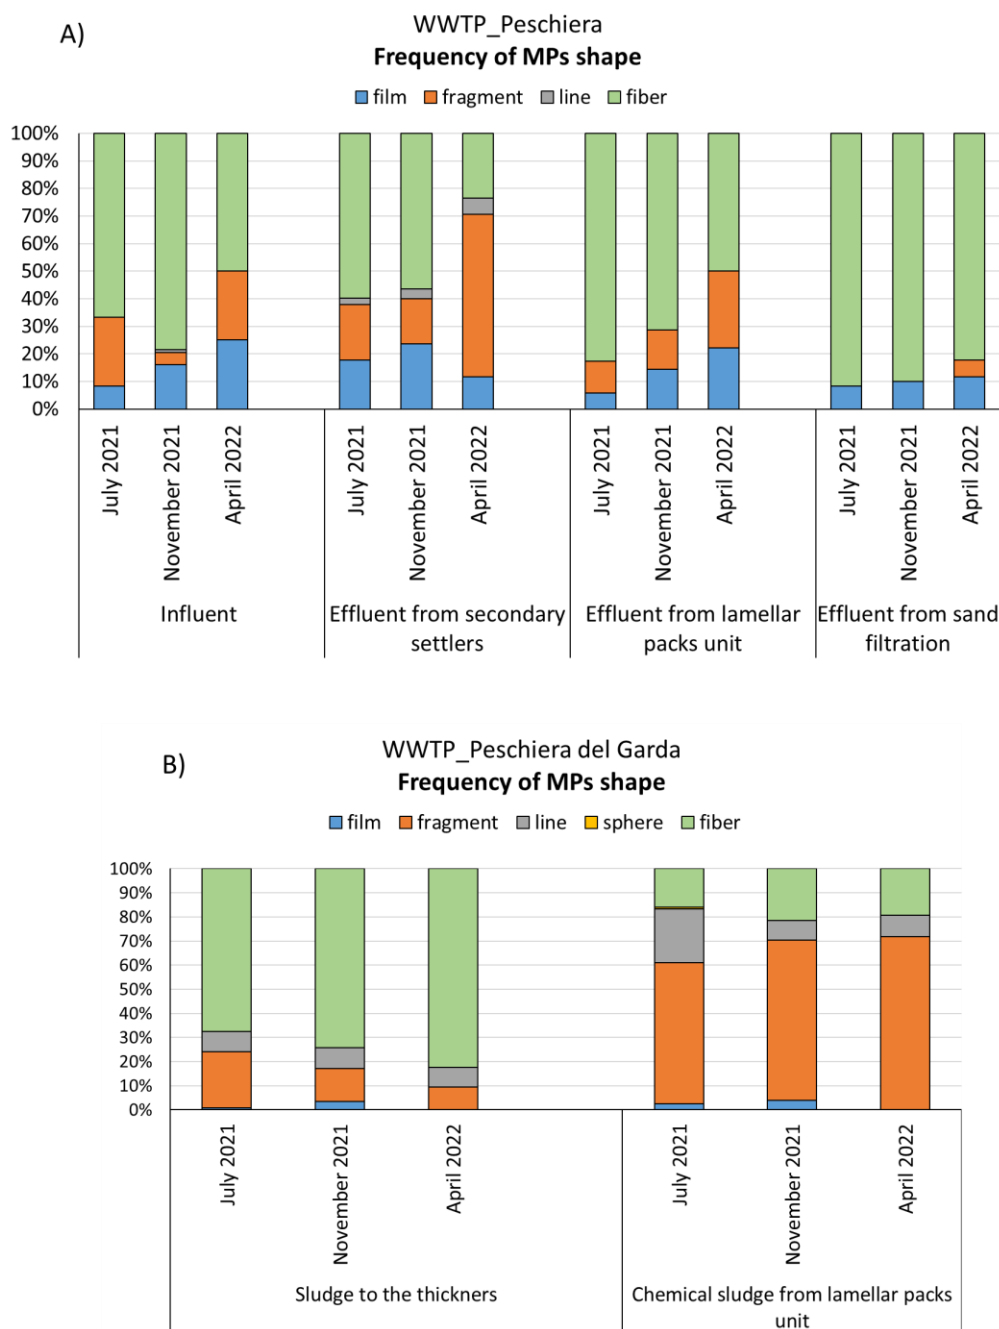 A)
WWTP_Peschiera
Frequency of MPs shape
film fragment line fiber
100%
90%
80%
70%
60%
50%
40%
30%
20%
10%
0%
July 2021
November 2021
April 2022
July 2021
November 2021
April 2022
July 2021
November 2021
April 2022
July 2021
November 2021
April 2022
Influent
Effluent from secondary
settlers
Effluent from lamellar
packs unit
Effluent from sand
filtration
B)
WWTP_Peschiera del Garda
Frequency of MPs shape
film fragment line sphere fiber
100%
90%
80%
70%
60%
50%
40%
30%
20%
10%
0%
July 2021
November 2021
April 2022
July 2021
November 2021
April 2022
Sludge to the thickners
Chemical sludge from lamellar packs
unit